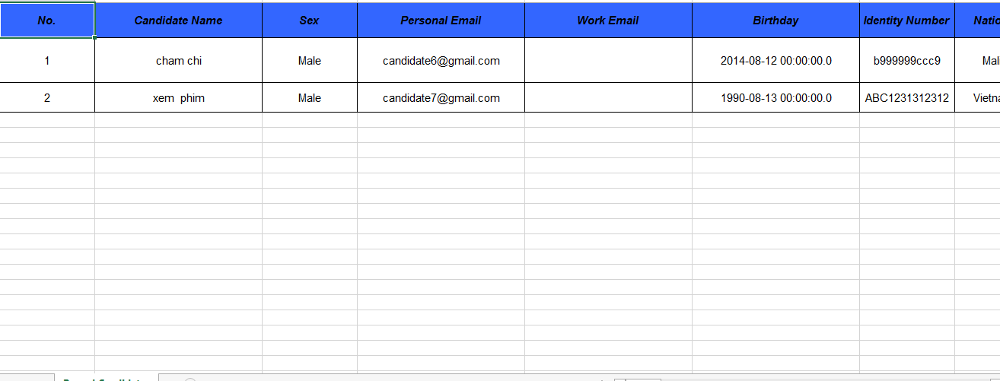 No. Candidate Name Sex Personal Email Work Email Birthday Identity Number Natio
1 cham chi Male candidate6@gmail.com 2014-08-12 00:00:00.0 b999999ccc9 Mal
2 xem phim Male candidate7@gmail.com 1990-08-13 00:00:00.0 ABC1231312312 Vietna